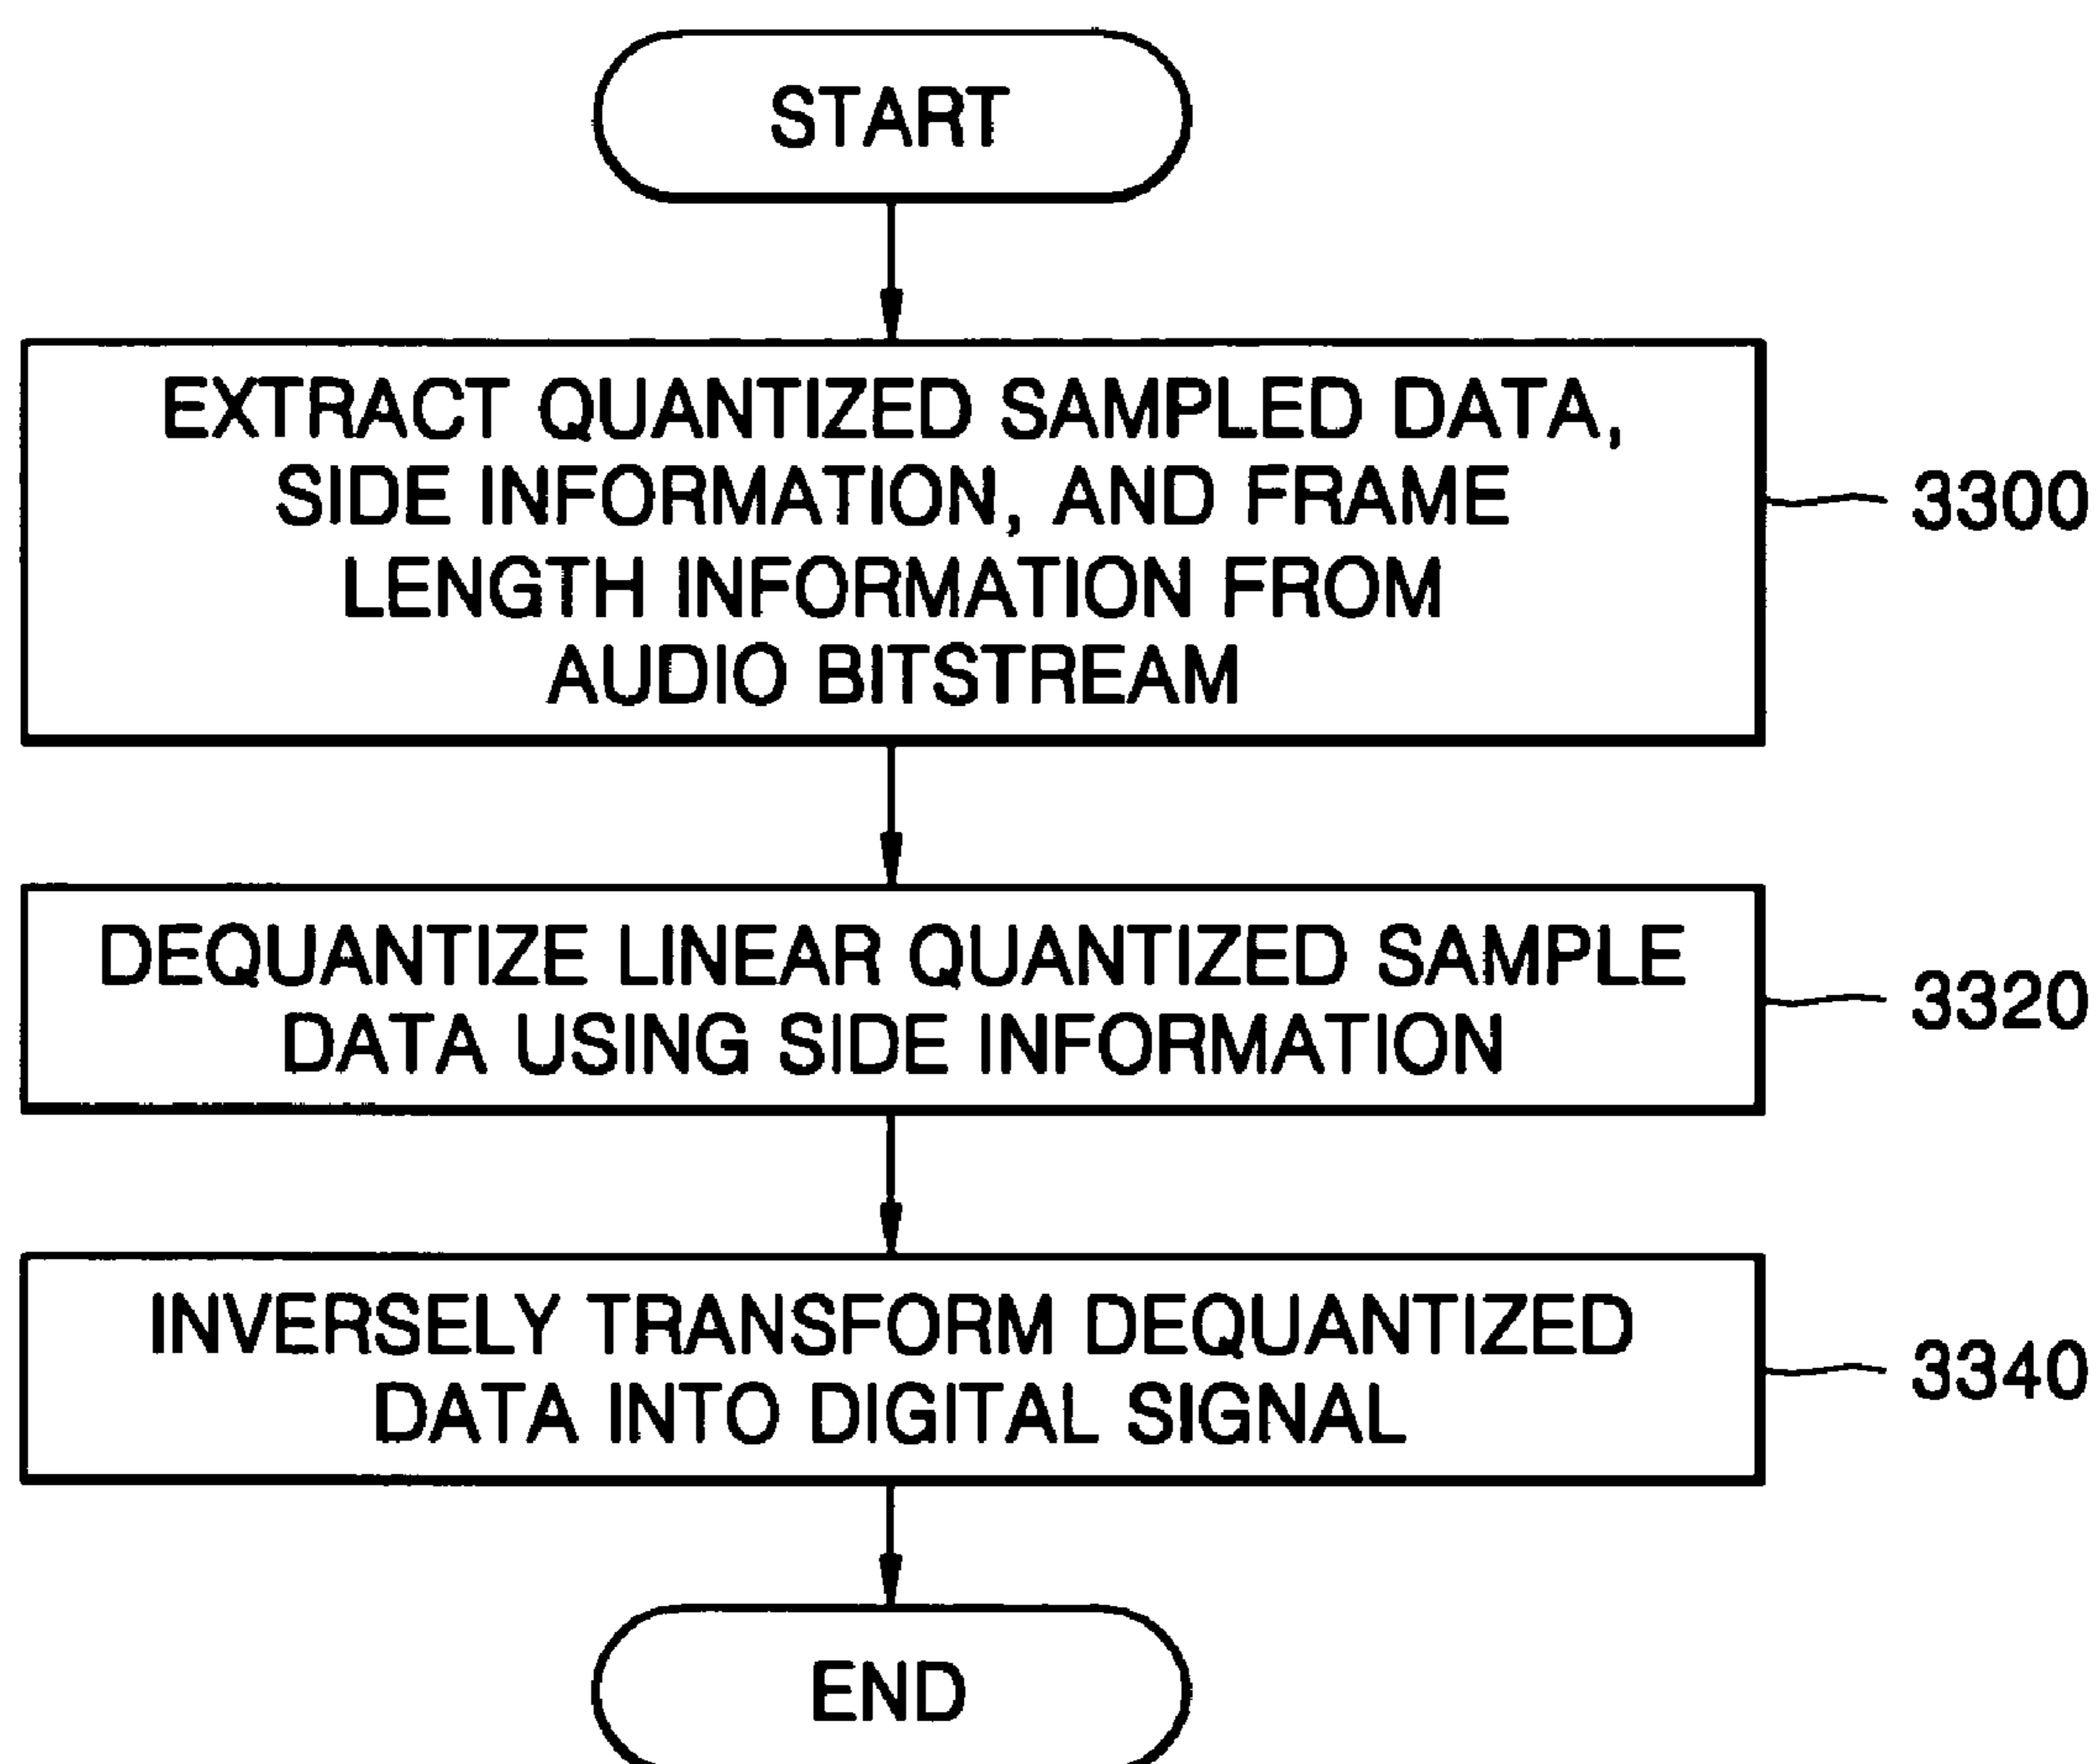 START
EXTRACT QUANTIZED SAMPLED DATA,
SIDE INFORMATION, AND FRAME
LENGTH INFORMATION FROM
AUDIO BITSTREAM
3300
DEQUANTIZE LINEAR QUANTIZED SAMPLE
DATA USING SIDE INFORMATION
3320
INVERSELY TRANSFORM DEQUANTIZED
DATA INTO DIGITAL SIGNAL
3340
END